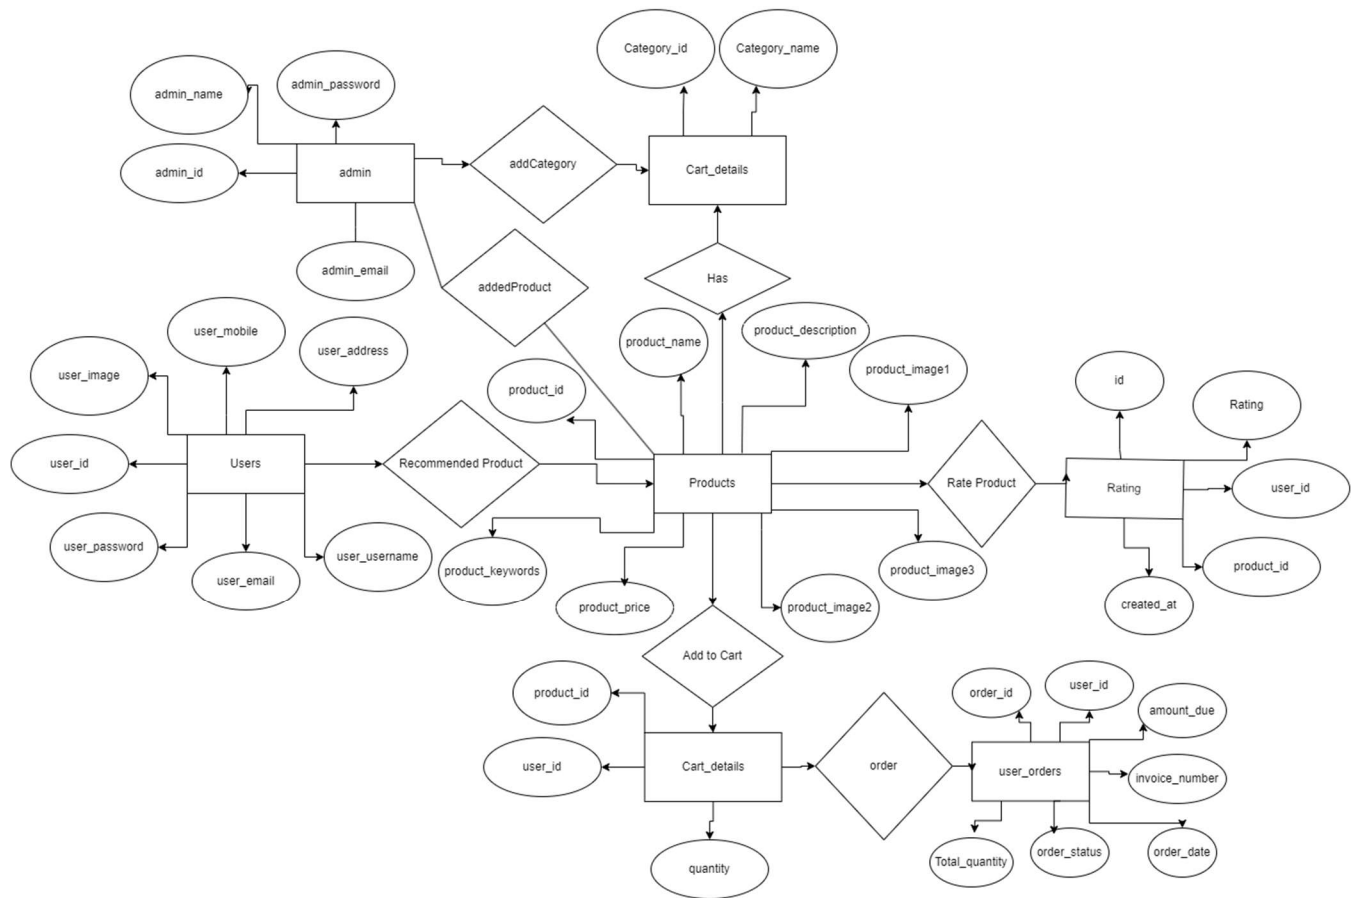 Category_id
Category_name
admin_name
admin_password
addCategory
Cart_details
admin_id
admin
admin_email
addedProduct
Has
user_mobile
user_address
user_image
product_name
product_description
product_image1
product_id
id
Rating
user_id
Users
Recommended Product
Products
Rate Product
Rating
user_id
user_password
user_email
user_username
product_keywords
product_price
product_image2
product_image3
product_id
created_at
Add to Cart
product_id
order_id
user_id
amount_due
user_id
Cart_details
order
user_orders
invoice_number
quantity
Total_quantity
order_status
order_date